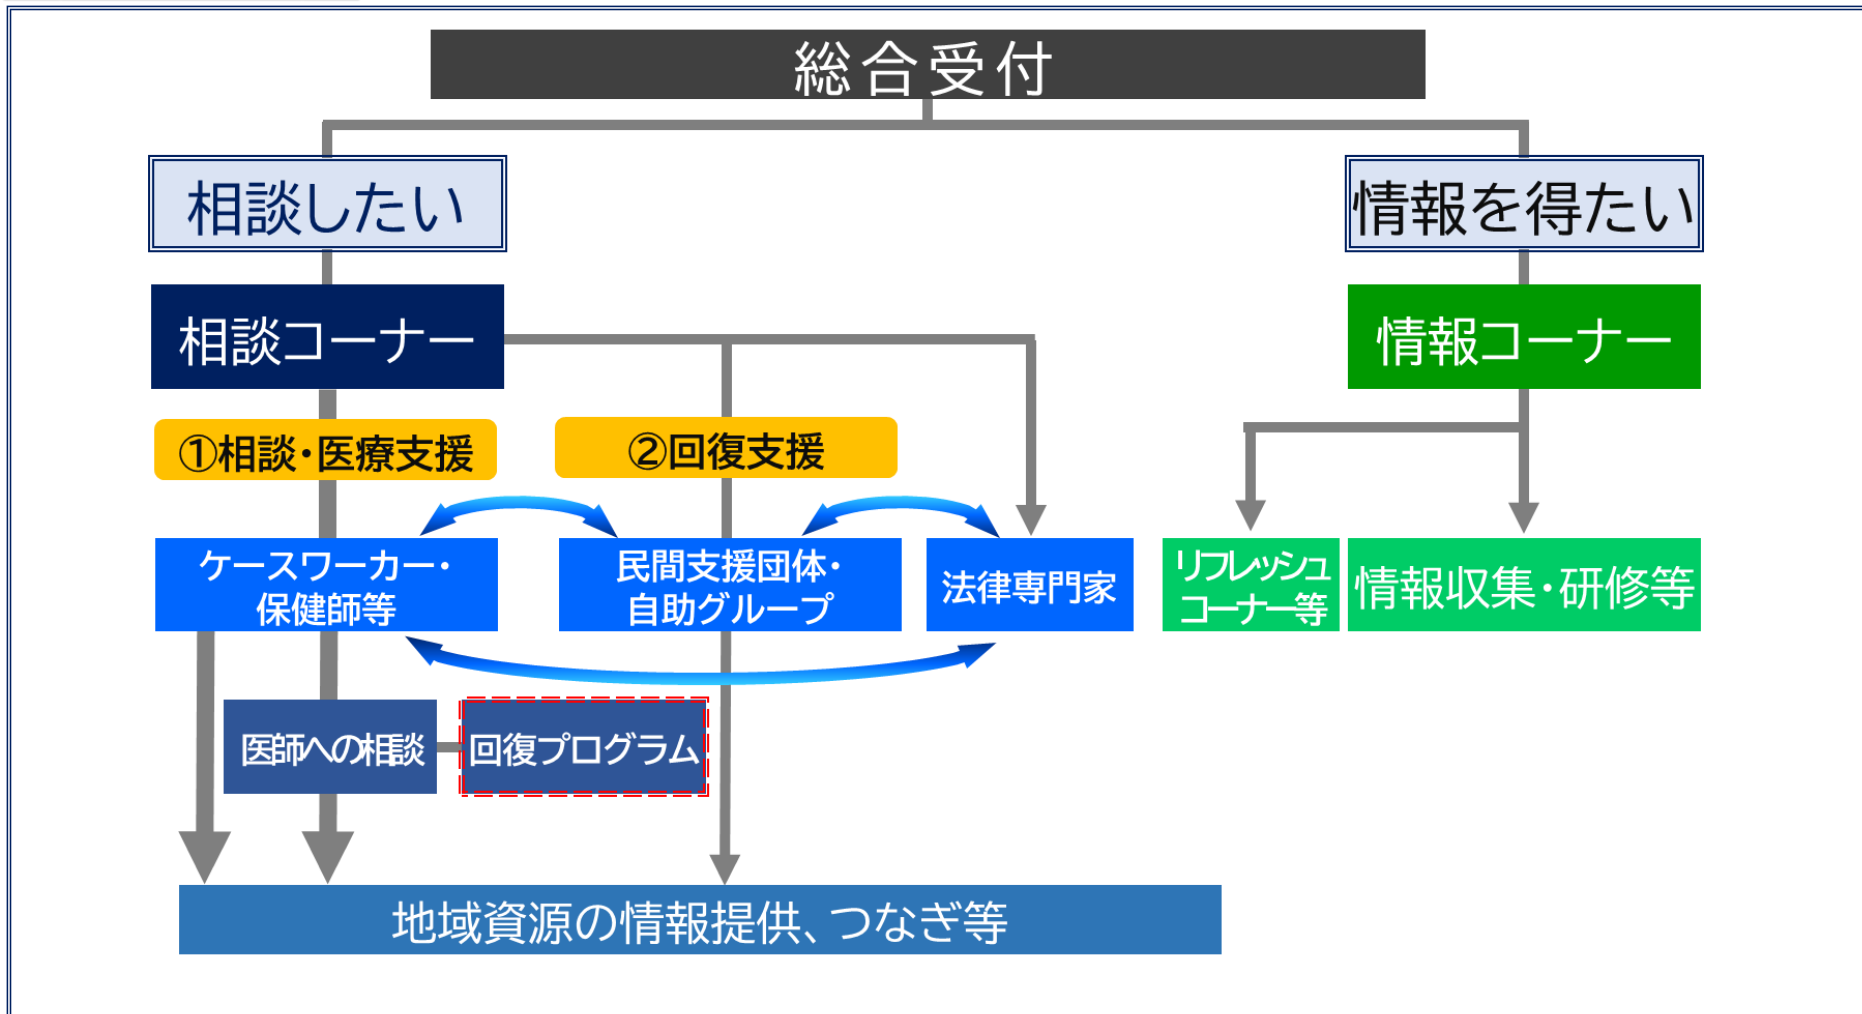 総合受付
相談したい
情報を得たい
相談コーナー
情報コーナー
①相談・医療支援
②回復支援
ケースワーカー・
保健師等
民間支援団体・
自助グループ
法律専門家
リフレッシュ
コーナー等
情報収集・研修等
医師への相談
回復プログラム
地域資源の情報提供、つなぎ等